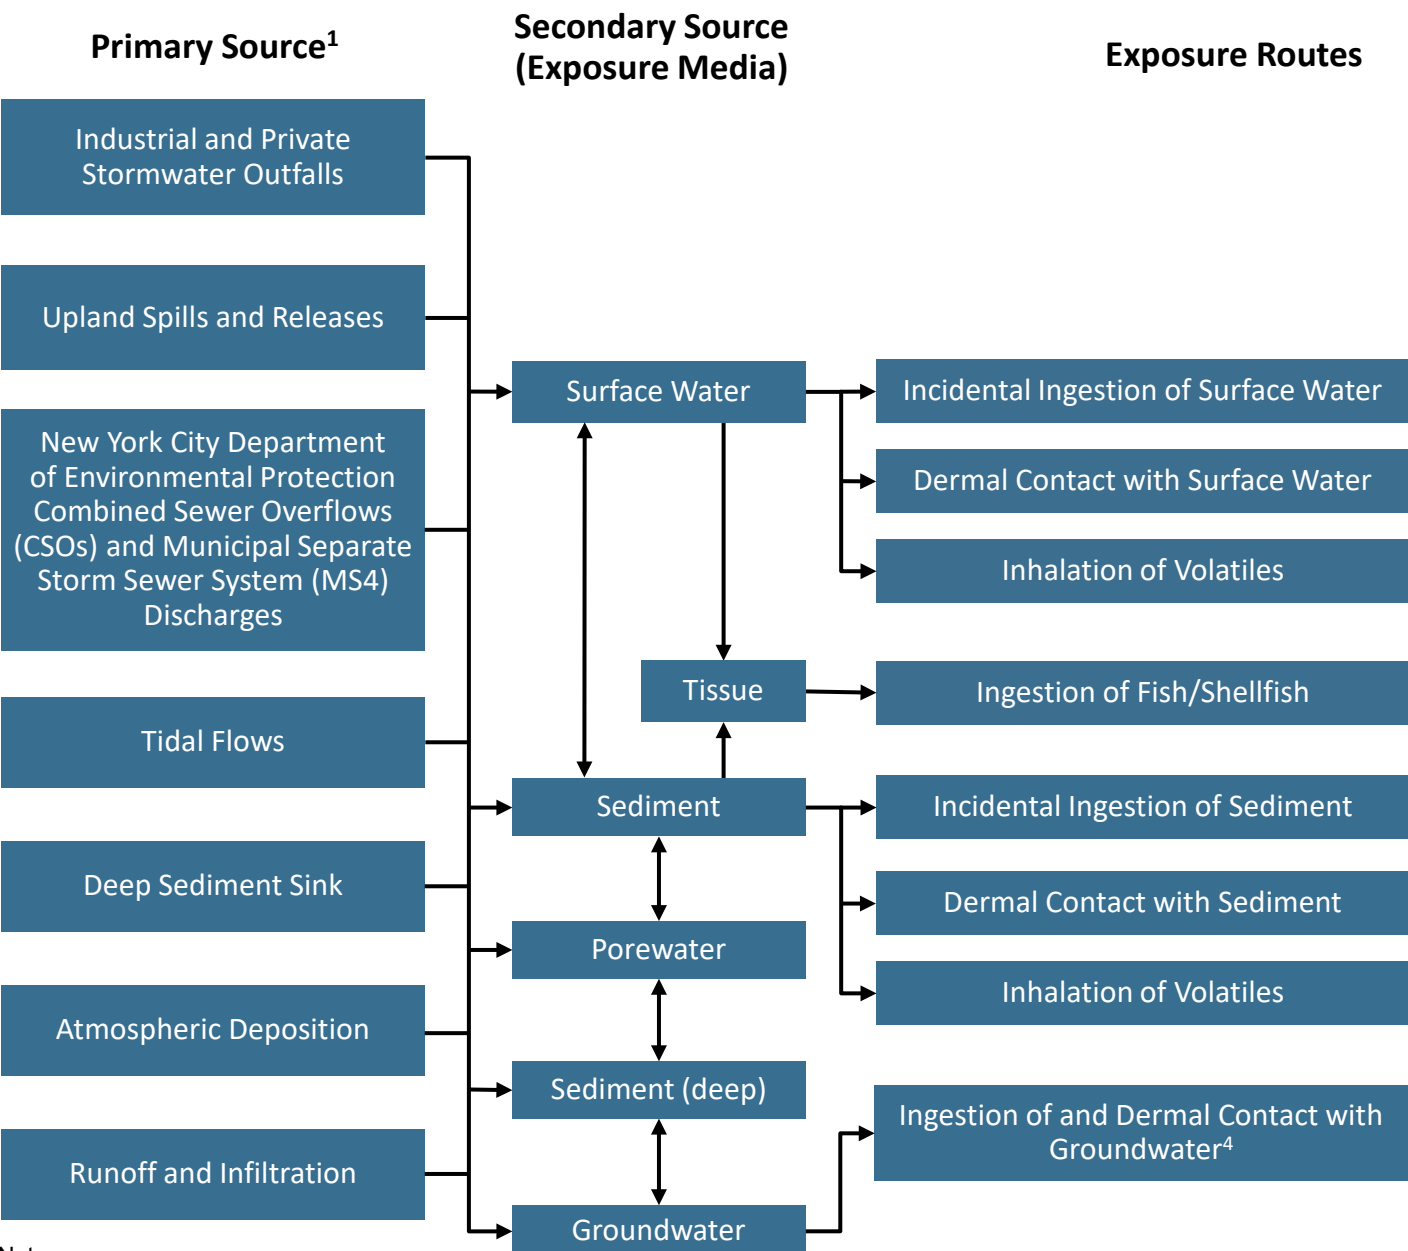 Primary Source¹
Secondary Source
(Exposure Media)
Exposure Routes
Industrial and Private
Stormwater Outfalls
Upland Spills and Releases
New York City Department
of Environmental Protection
Combined Sewer Overflows
(CSOs) and Municipal Separate
Storm Sewer System (MS4)
Discharges
Tidal Flows
Deep Sediment Sink
Atmospheric Deposition
Runoff and Infiltration
Surface Water
Tissue
Sediment
Porewater
Sediment (deep)
Groundwater
Incidental Ingestion of Surface Water
Dermal Contact with Surface Water
Inhalation of Volatiles
Ingestion of Fish/Shellfish
Incidental Ingestion of Sediment
Dermal Contact with Sediment
Inhalation of Volatiles
Ingestion of and Dermal Contact with
Groundwater⁴